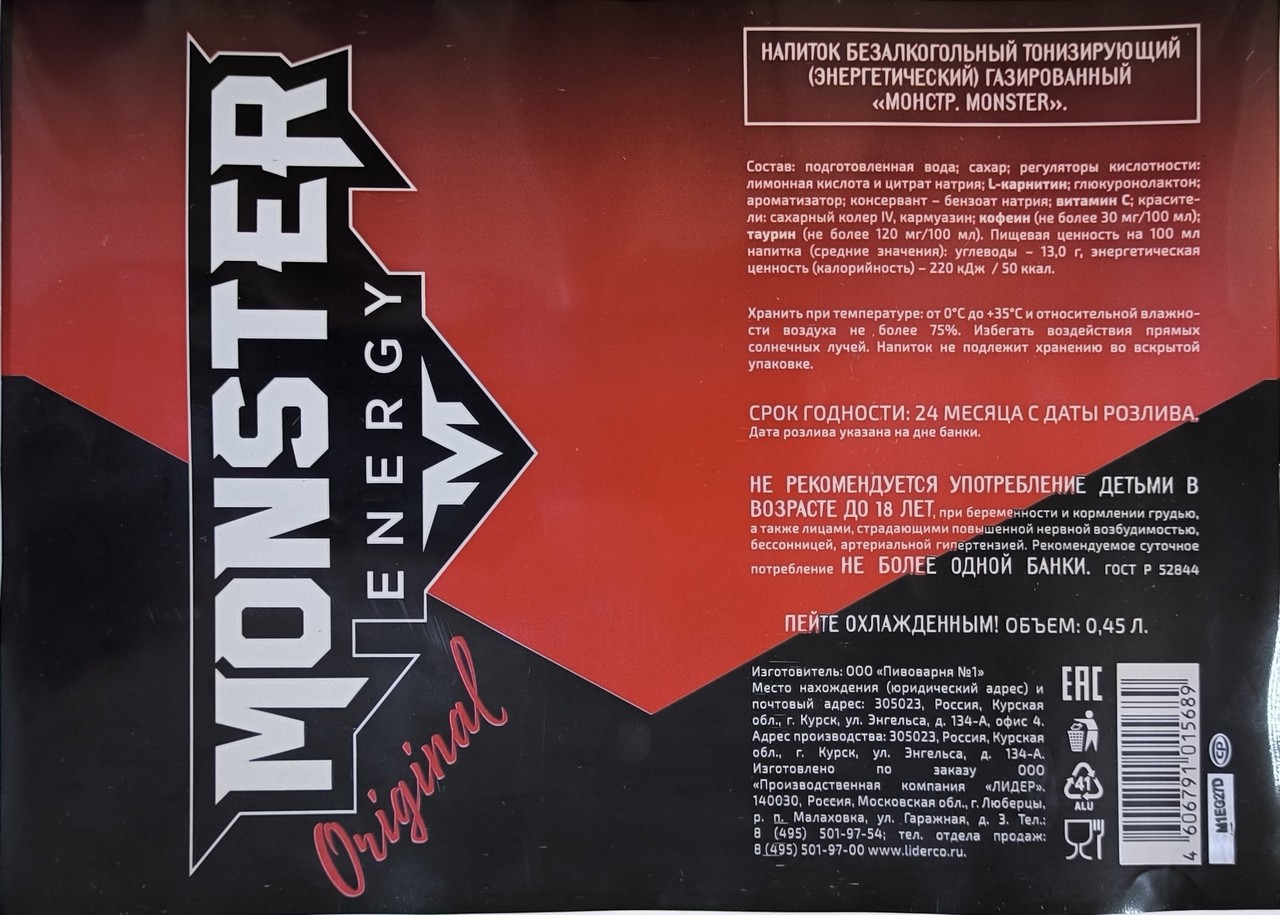 MONSTER
ENERGY
Original
НАПИТОК БЕЗАЛКОГОЛЬНЫЙ ТОНИЗИРУЮЩИЙ
(ЭНЕРГЕТИЧЕСКИЙ) ГАЗИРОВАННЫЙ
«МОНСТР. MONSTER».
Состав: подготовленная вода; сахар; регуляторы кислотности:
лимонная кислота и цитрат натрия; L-карнитин; глюкуронолактон;
ароматизатор; консервант – бензоат натрия; витамин С; красите-
ли: сахарный колер IV, кармуазин; кофеин (не более 30 мг/100 мл);
таурин (не более 120 мг/100 мл). Пищевая ценность на 100 мл
напитка (средние значения): углеводы – 13,0 г, энергетическая
ценность (калорийность) – 220 кДж / 50 ккал.
Хранить при температуре: от 0°С до +35°С и относительной влажно-
сти воздуха не более 75%. Избегать воздействия прямых
солнечных лучей. Напиток не подлежит хранению во вскрытой
упаковке.
СРОК ГОДНОСТИ: 24 МЕСЯЦА С ДАТЫ РОЗЛИВА.
Дата розлива указана на дне банки.
НЕ РЕКОМЕНДУЕТСЯ УПОТРЕБЛЕНИЕ ДЕТЬМИ В
ВОЗРАСТЕ ДО 18 ЛЕТ, при беременности и кормлении грудью,
а также лицами, страдающими повышенной нервной возбудимостью,
бессонницей, артериальной гипертензией. Рекомендуемое суточное
потребление НЕ БОЛЕЕ ОДНОЙ БАНКИ. ГОСТ Р 52844
ПЕЙТЕ ОХЛАЖДЕННЫМ! ОБЪЕМ: 0,45 Л.
Изготовитель: ООО «Пивоварня №1»
Место нахождения (юридический адрес) и
почтовый адрес: 305023, Россия, Курская
обл., г. Курск, ул. Энгельса, д. 134-А, офис 4.
Адрес производства: 305023, Россия, Курская
обл., г. Курск, ул. Энгельса, д. 134-А.
Изготовлено по заказу ООО
«Производственная компания «ЛИДЕР».
140030, Россия, Московская обл., г. Люберцы,
р. п. Малаховка, ул. Гаражная, д. 3. Тел.:
8 (495) 501-97-54; тел. отдела продаж:
8 (495) 501-97-00 www.liderco.ru.
EAC
41
ALU
4 606791 015689
CP
M1EG27D